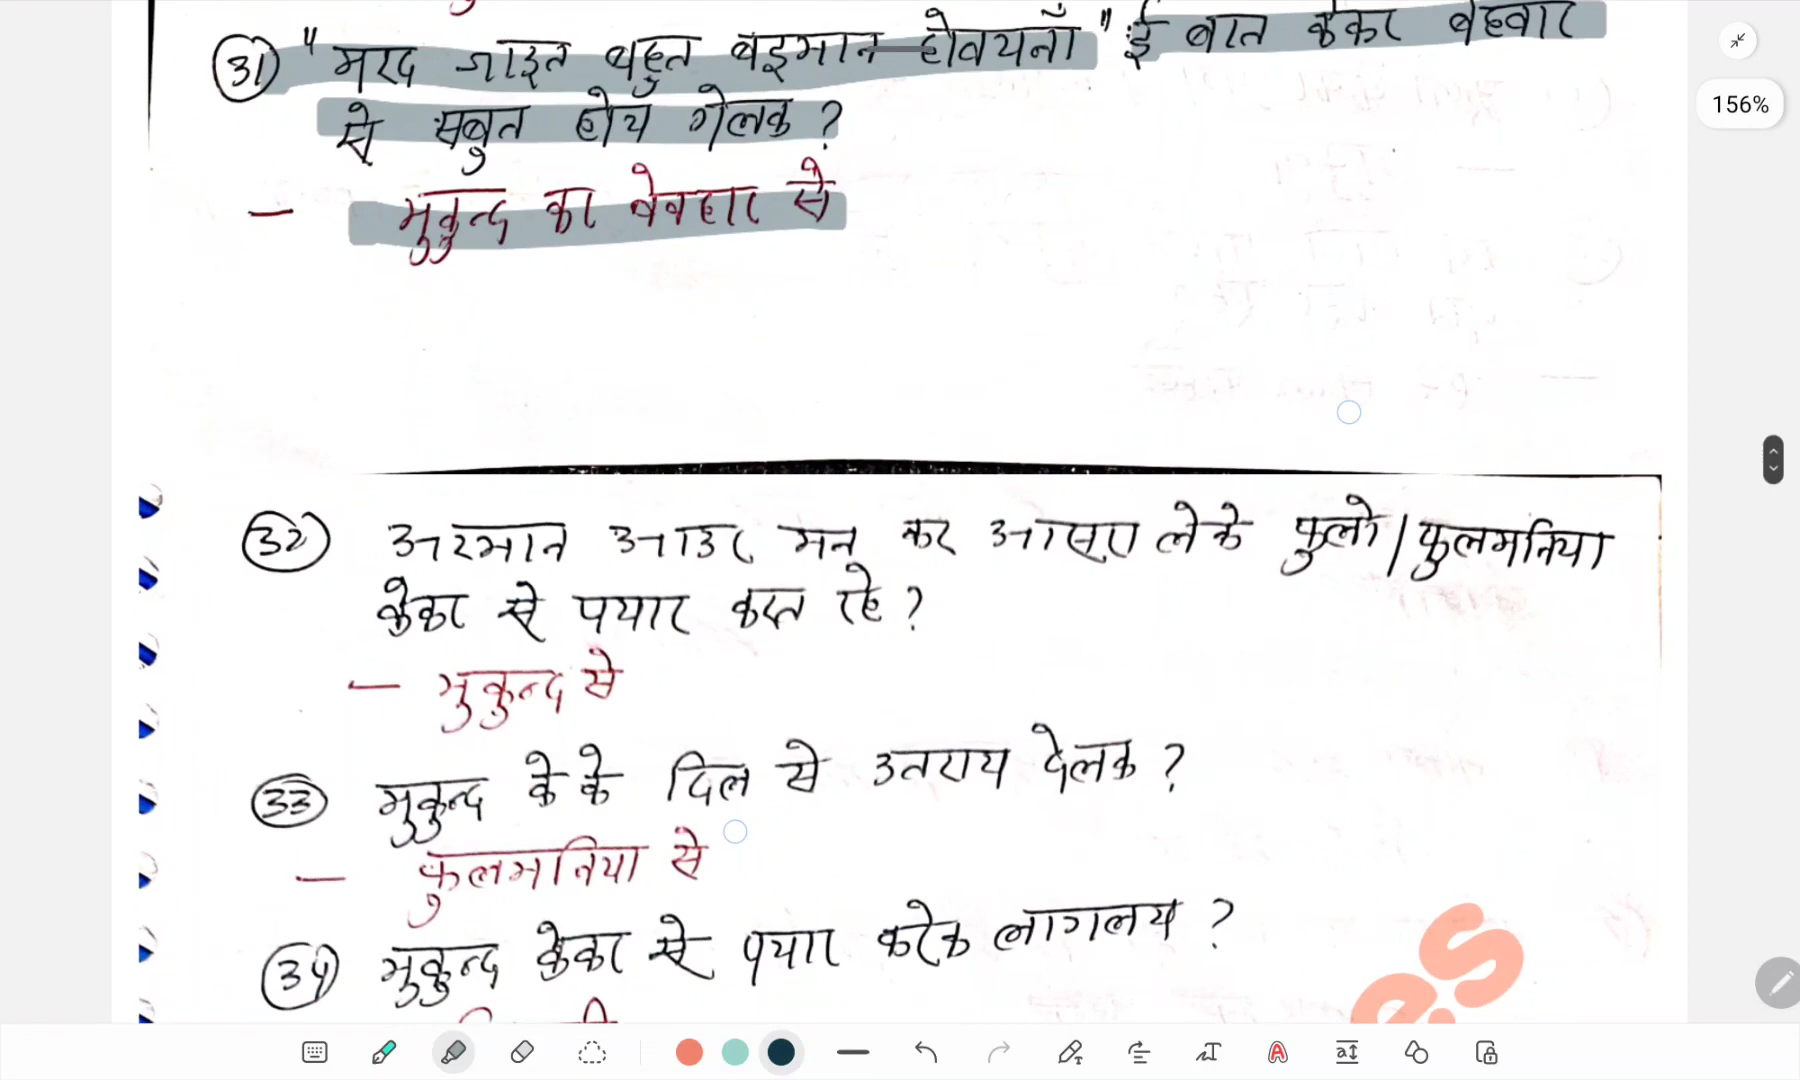 (31) "मरद जाइत बहुत बइमान होवयनाँ" ई बात केकर बेहवार
से सबुत होय गेलक ?
— मुकुन्द का बेवहार से
156%
(32) अरमान आउर मन कर आसरा लेके फुलो/फुलमनिया
केकर से पयार करत रहे ?
— मुकुन्द से
(33) मुकुन्द के के दिल से उतराय देलक ?
— फुलमनिया से
(34) मुकुन्द केकर से पयार करेक लागलय ?
e.s